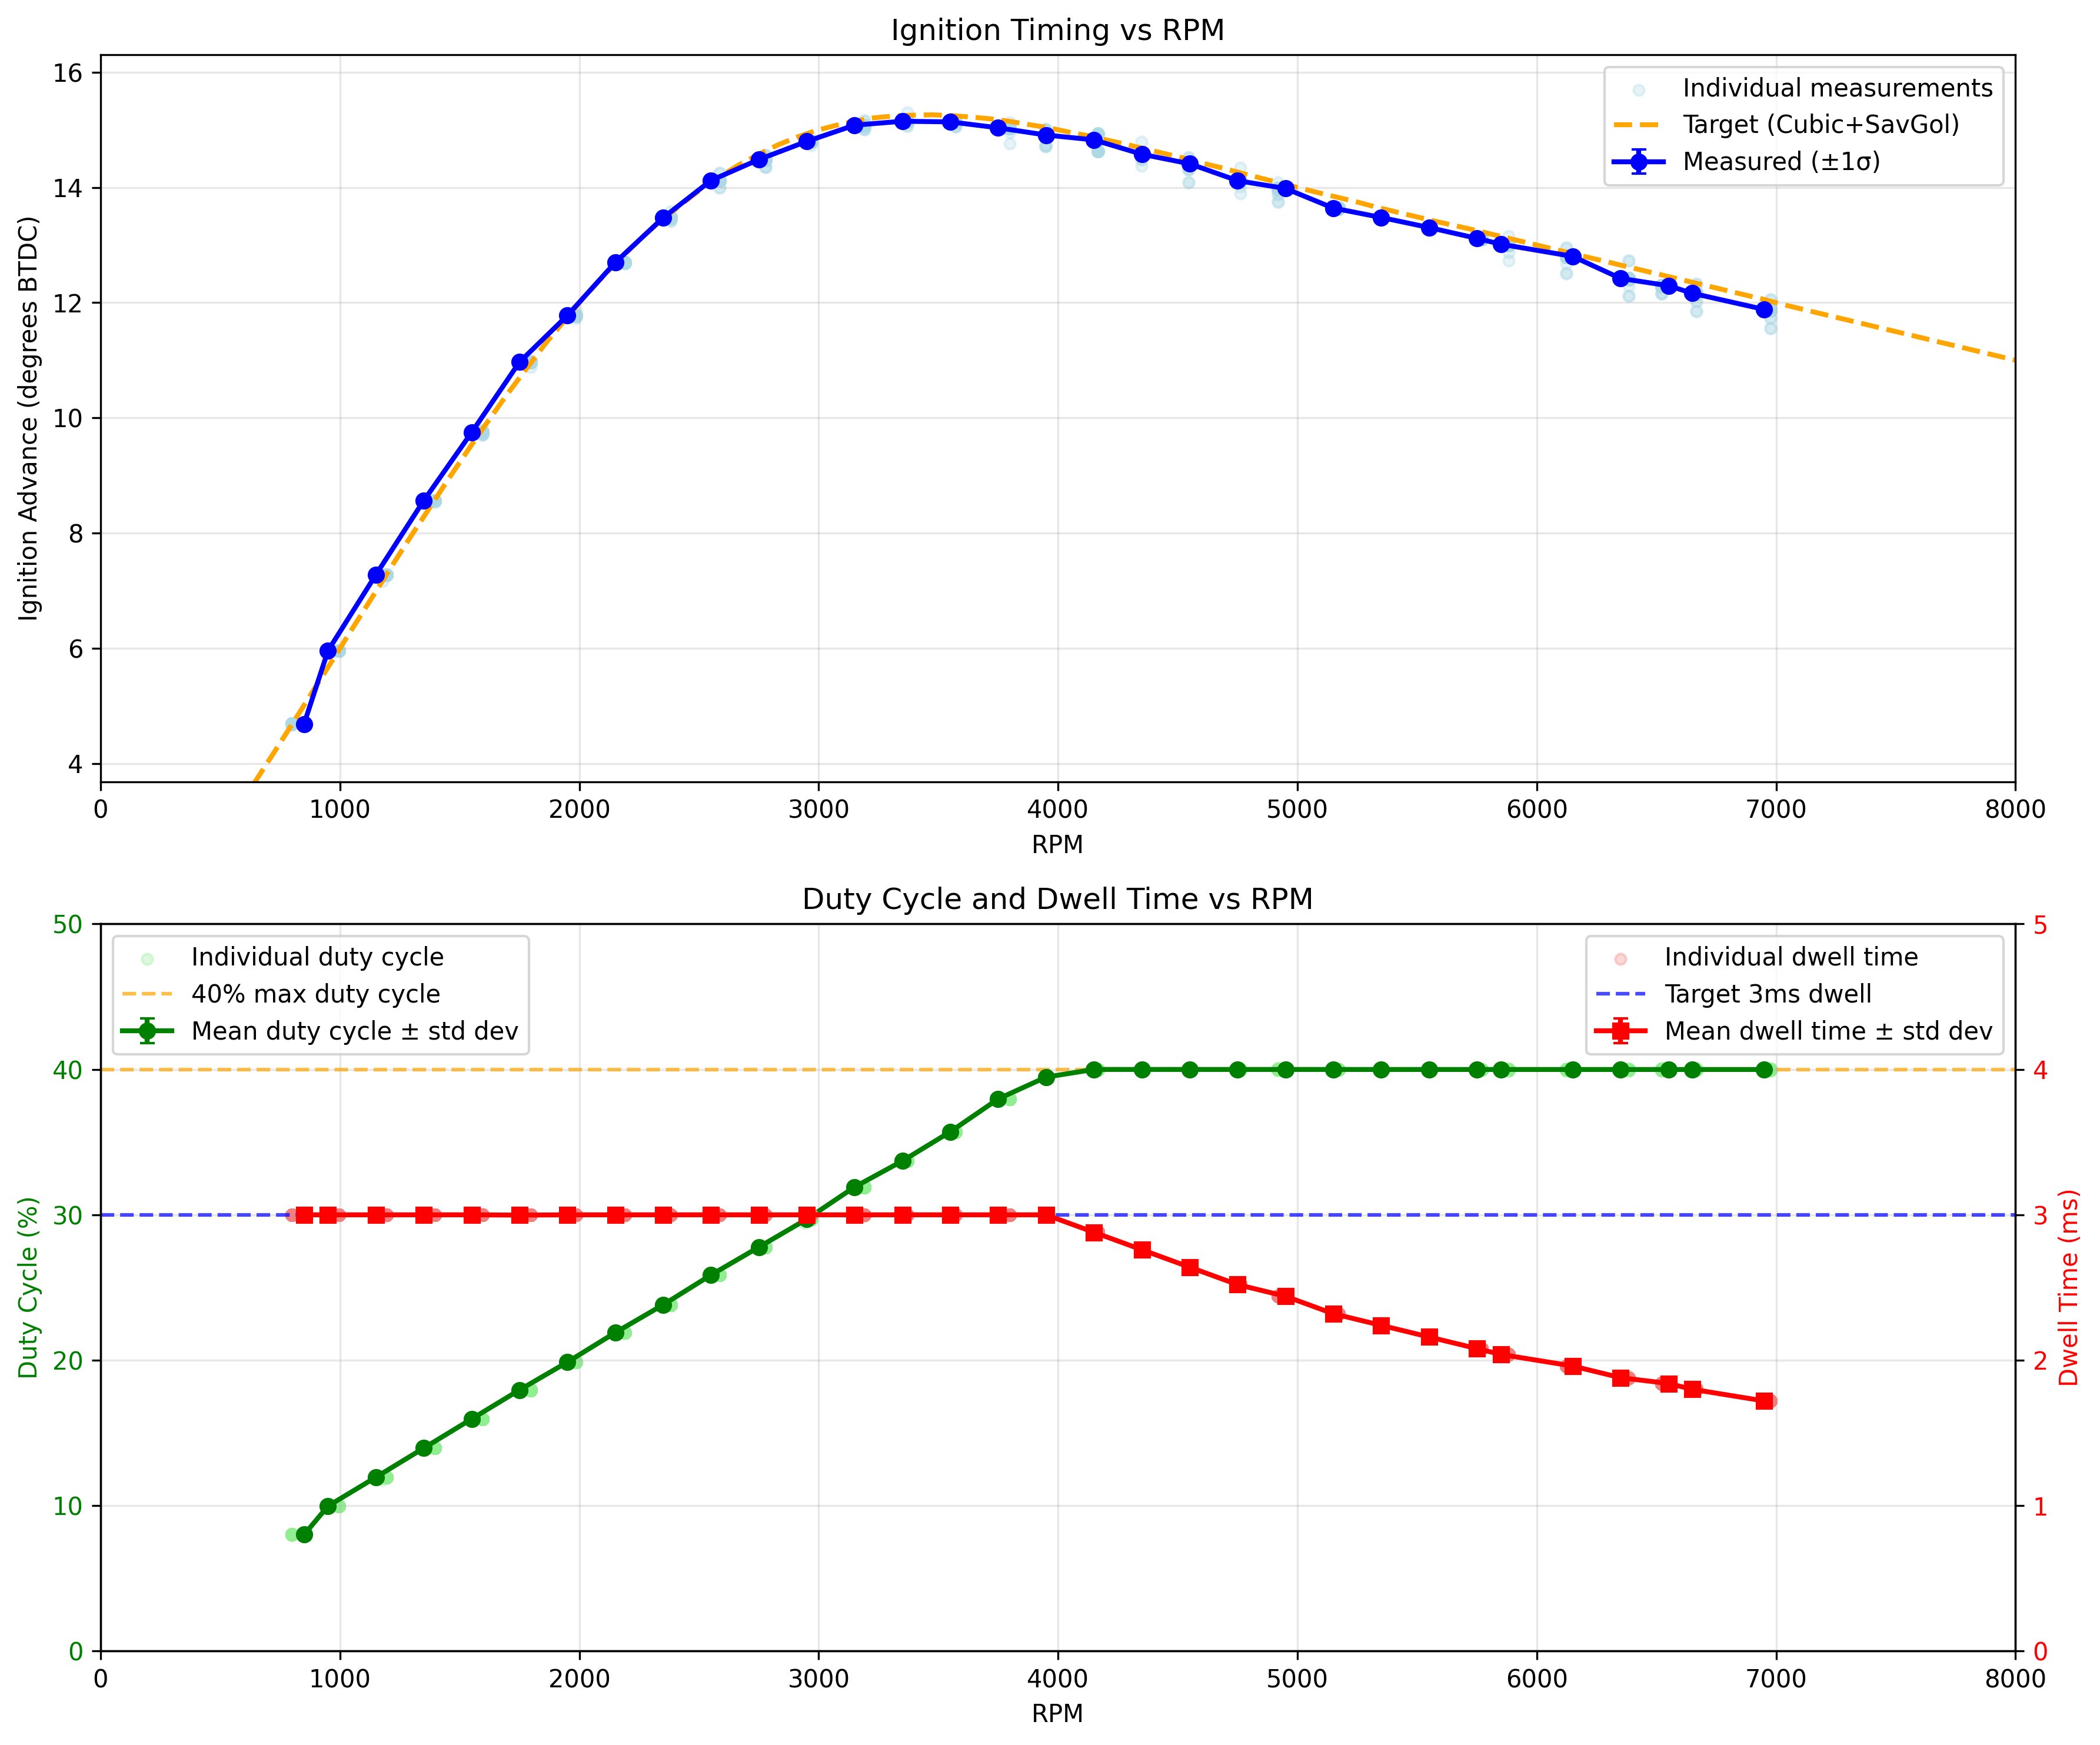 Ignition Timing vs RPM
Ignition Advance (degrees BTDC)
16
14
12
10
8
6
4
Individual measurements
Target (Cubic+SavGol)
Measured (±1σ)
0 1000 2000 3000 4000 5000 6000 7000 8000
RPM
Duty Cycle and Dwell Time vs RPM
Duty Cycle (%)
50
40
30
20
10
0
Individual duty cycle
40% max duty cycle
Mean duty cycle ± std dev
Individual dwell time
Target 3ms dwell
Mean dwell time ± std dev
5
4
3
2
1
0
Dwell Time (ms)
0 1000 2000 3000 4000 5000 6000 7000 8000
RPM